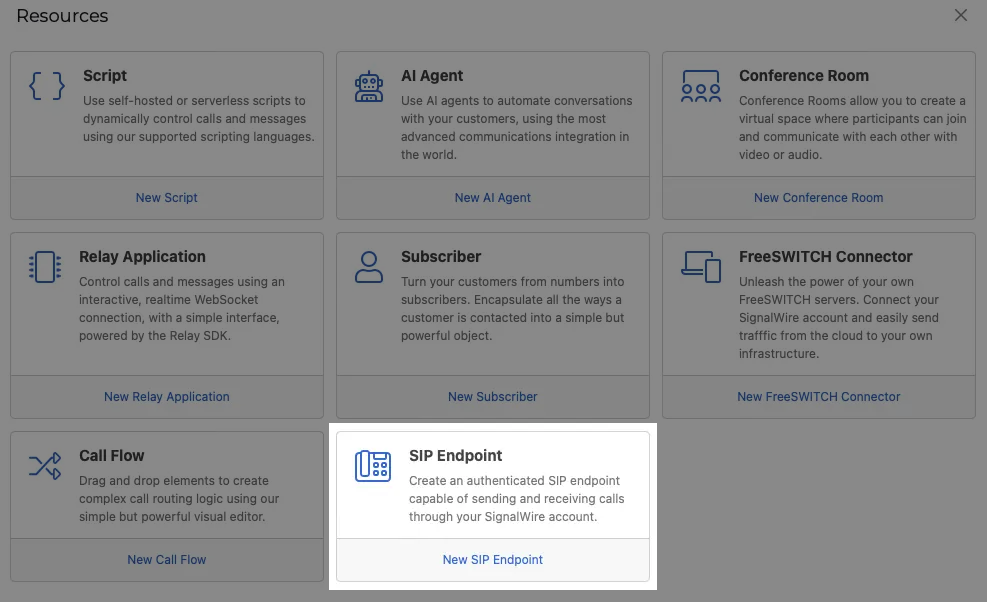 Resources
Script
Use self-hosted or serverless scripts to
dynamically control calls and messages
using our supported scripting languages.
New Script
AI Agent
Use AI agents to automate conversations
with your customers, using the most
advanced communications integration in
the world.
New AI Agent
Conference Room
Conference Rooms allow you to create a
virtual space where participants can join
and communicate with each other with
video or audio.
New Conference Room
Relay Application
Control calls and messages using an
interactive, realtime WebSocket
connection, with a simple interface,
powered by the Relay SDK.
New Relay Application
Subscriber
Turn your customers from numbers into
subscribers. Encapsulate all the ways a
customer is contacted into a simple but
powerful object.
New Subscriber
FreeSWITCH Connector
Unleash the power of your own
FreeSWITCH servers. Connect your
SignalWire account and easily send
trafffic from the cloud to your own
infrastructure.
New FreeSWITCH Connector
Call Flow
Drag and drop elements to create
complex call routing logic using our
simple but powerful visual editor.
New Call Flow
SIP Endpoint
Create an authenticated SIP endpoint
capable of sending and receiving calls
through your SignalWire account.
New SIP Endpoint